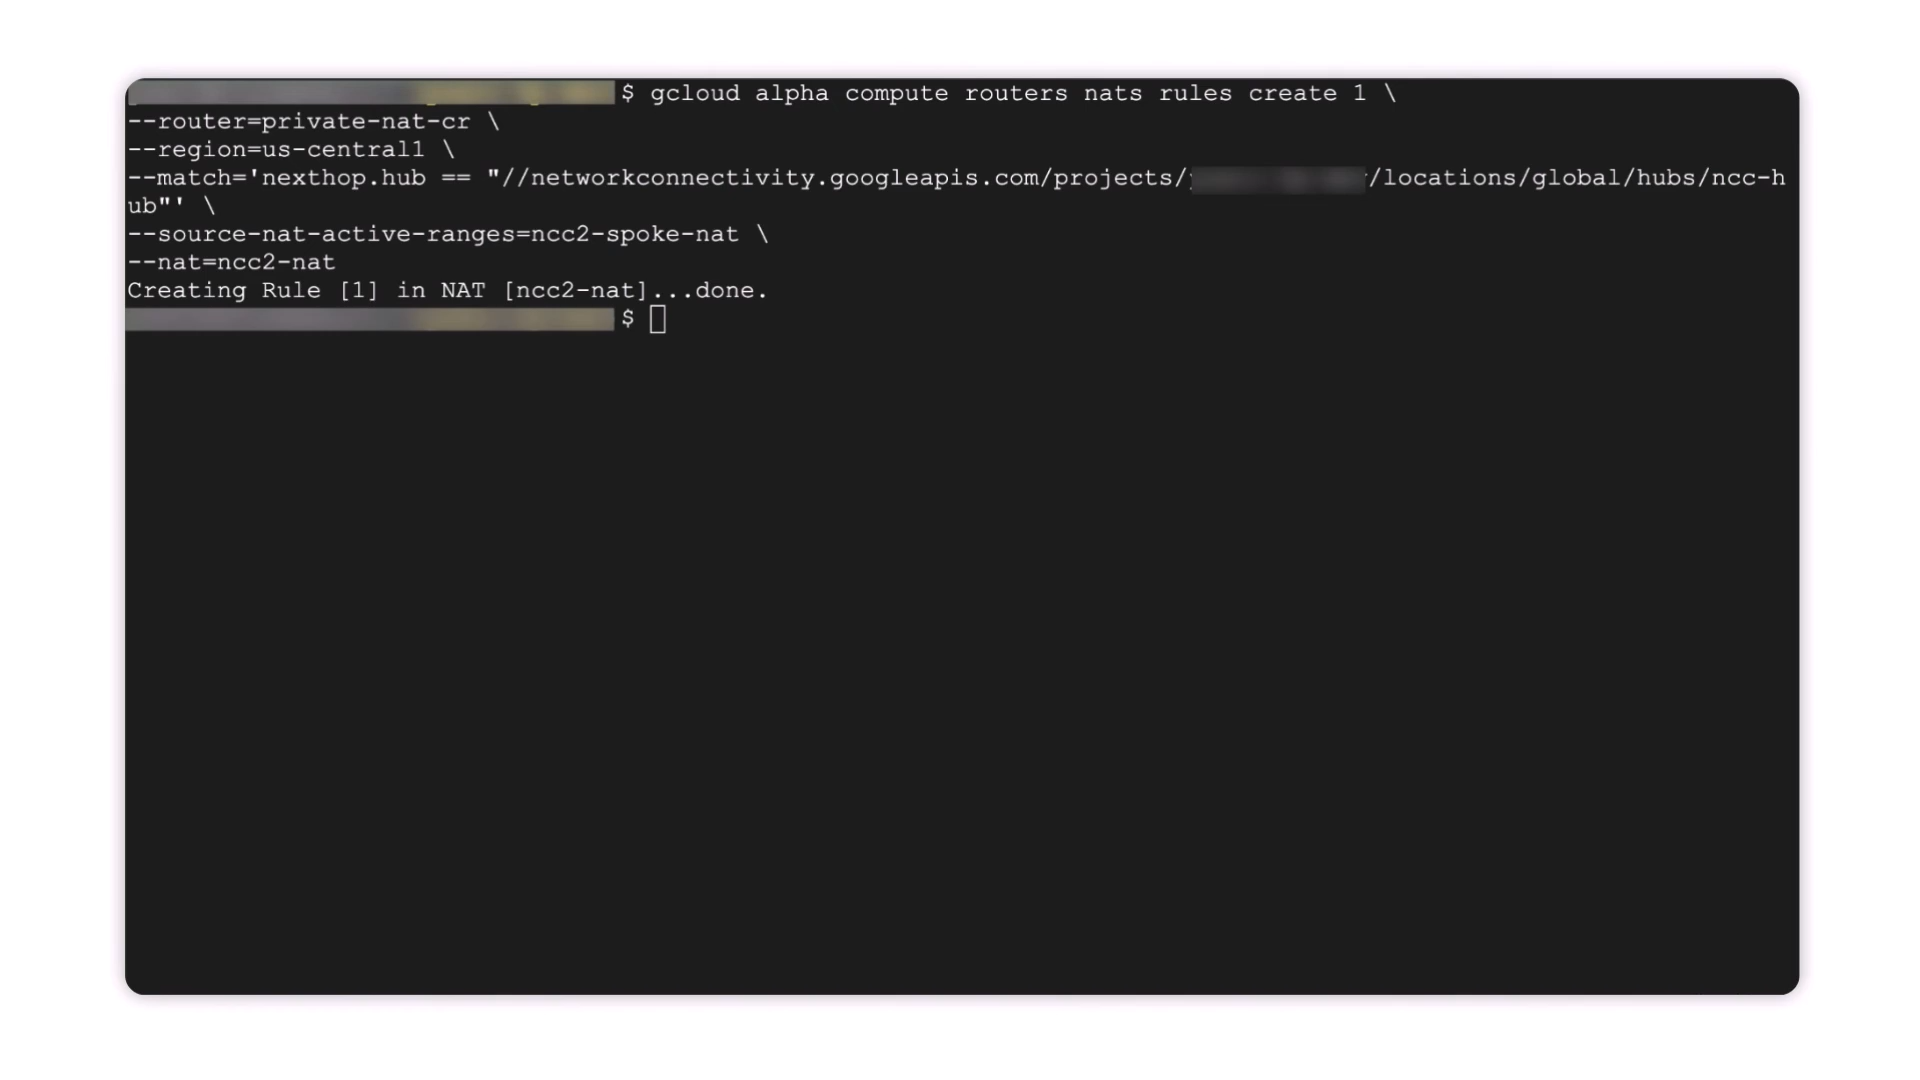 $ gcloud alpha compute routers nats rules create 1 \
--router=private-nat-cr \
--region=us-central1 \
--match='nexthop.hub == "//networkconnectivity.googleapis.com/projects/ /locations/global/hubs/ncc-h
ub"' \
--source-nat-active-ranges=ncc2-spoke-nat \
--nat=ncc2-nat
Creating Rule [1] in NAT [ncc2-nat]...done.
$